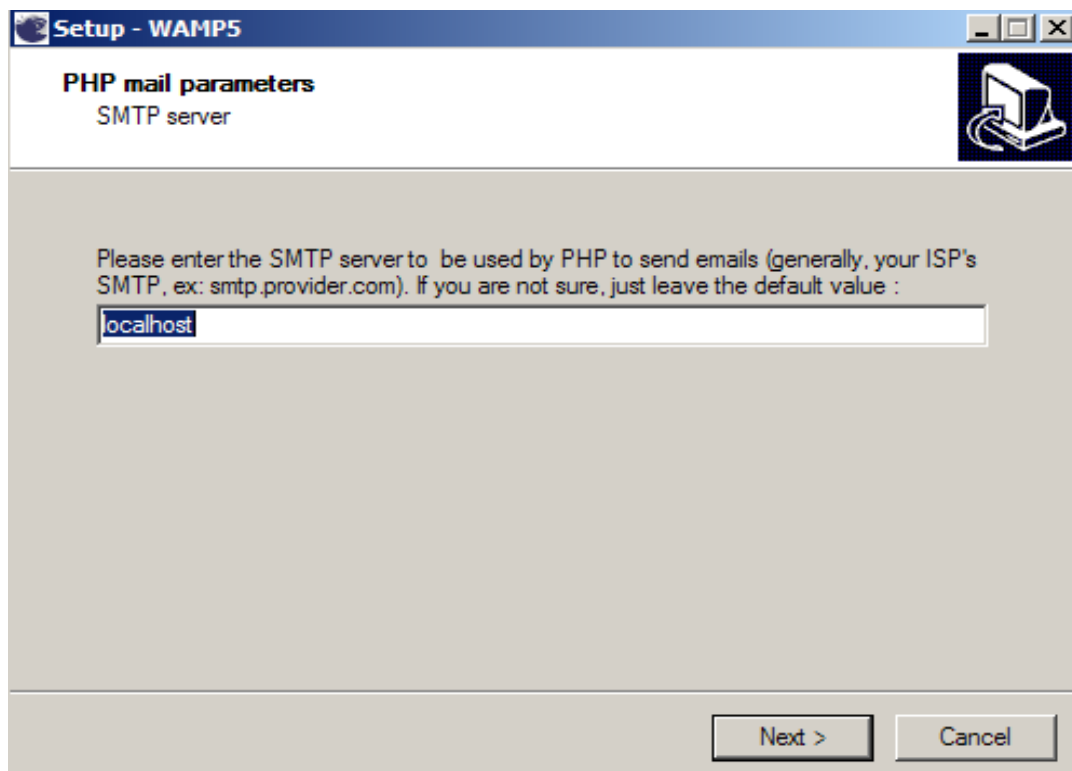 Setup - WAMP5
PHP mail parameters
SMTP server
Please enter the SMTP server to  be used by PHP to send emails (generally, your ISP's
SMTP, ex: smtp.provider.com). If you are not sure, just leave the default value :
localhost
Next >
Cancel